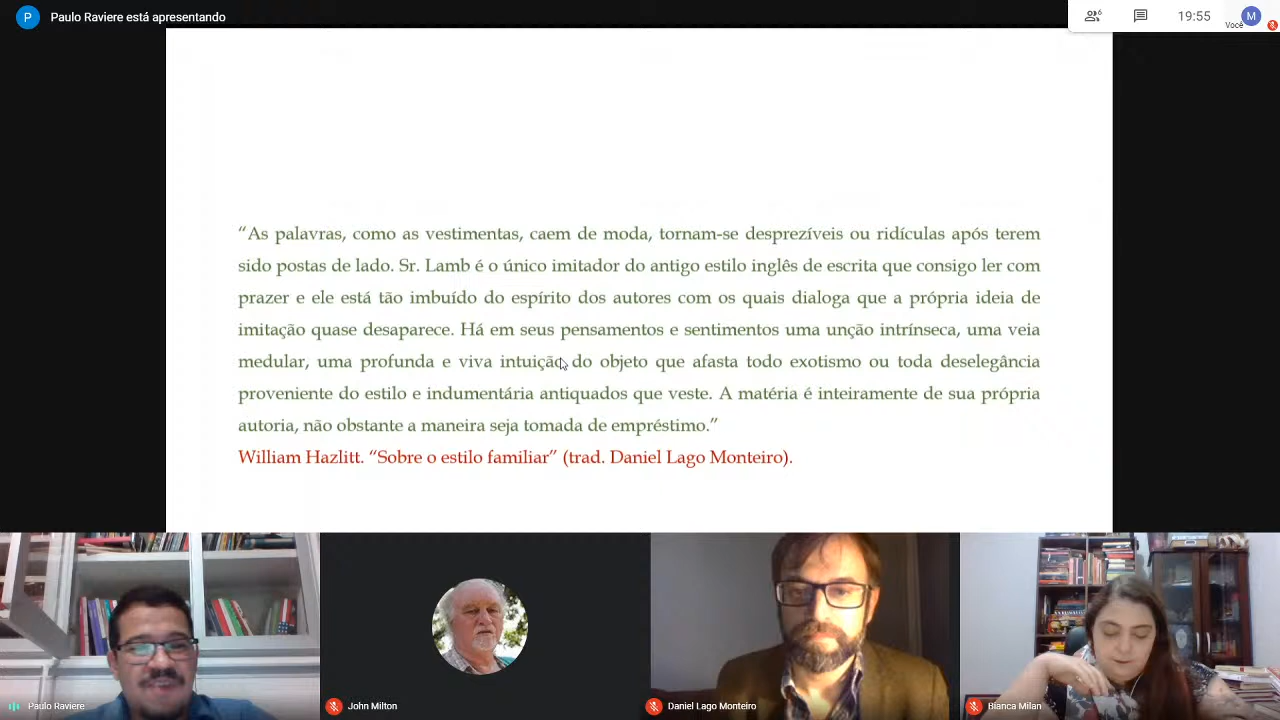 P Paulo Raviere está apresentando
6
19:55
Você
M
“As palavras, como as vestimentas, caem de moda, tornam-se desprezíveis ou ridículas após terem
sido postas de lado. Sr. Lamb é o único imitador do antigo estilo inglês de escrita que consigo ler com
prazer e ele está tão imbuído do espírito dos autores com os quais dialoga que a própria ideia de
imitação quase desaparece. Há em seus pensamentos e sentimentos uma unção intrínseca, uma veia
medular, uma profunda e viva intuição do objeto que afasta todo exotismo ou toda deselegância
proveniente do estilo e indumentária antiquados que veste. A matéria é inteiramente de sua própria
autoria, não obstante a maneira seja tomada de empréstimo.”
William Hazlitt. “Sobre o estilo familiar” (trad. Daniel Lago Monteiro).
Paulo Raviere
John Milton
Daniel Lago Monteiro
Bianca Milan